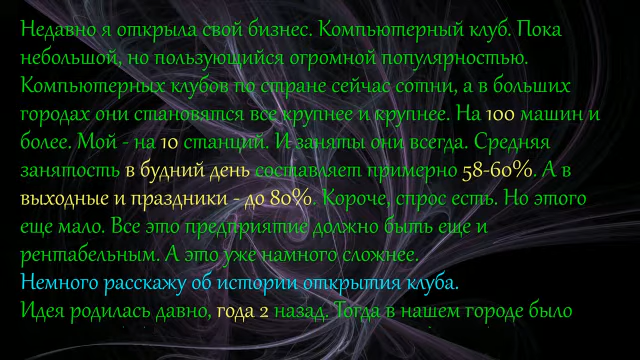 Недавно я открыла свой бизнес. Компьютерный клуб. Пока
небольшой, но пользующийся огромной популярностью.
Компьютерных клубов по стране сейчас сотни, а в больших
городах они становятся все крупнее и крупнее. На 100 машин и
более. Мой - на 10 станций. И заняты они всегда. Средняя
занятость в будний день составляет примерно 58-60%. А в
выходные и праздники - до 80%. Короче, спрос есть. Но этого
еще мало. Все это предприятие должно быть еще и
рентабельным. А это уже намного сложнее.
Немного расскажу об истории открытия клуба.
Идея родилась давно, года 2 назад. Тогда в нашем городе было